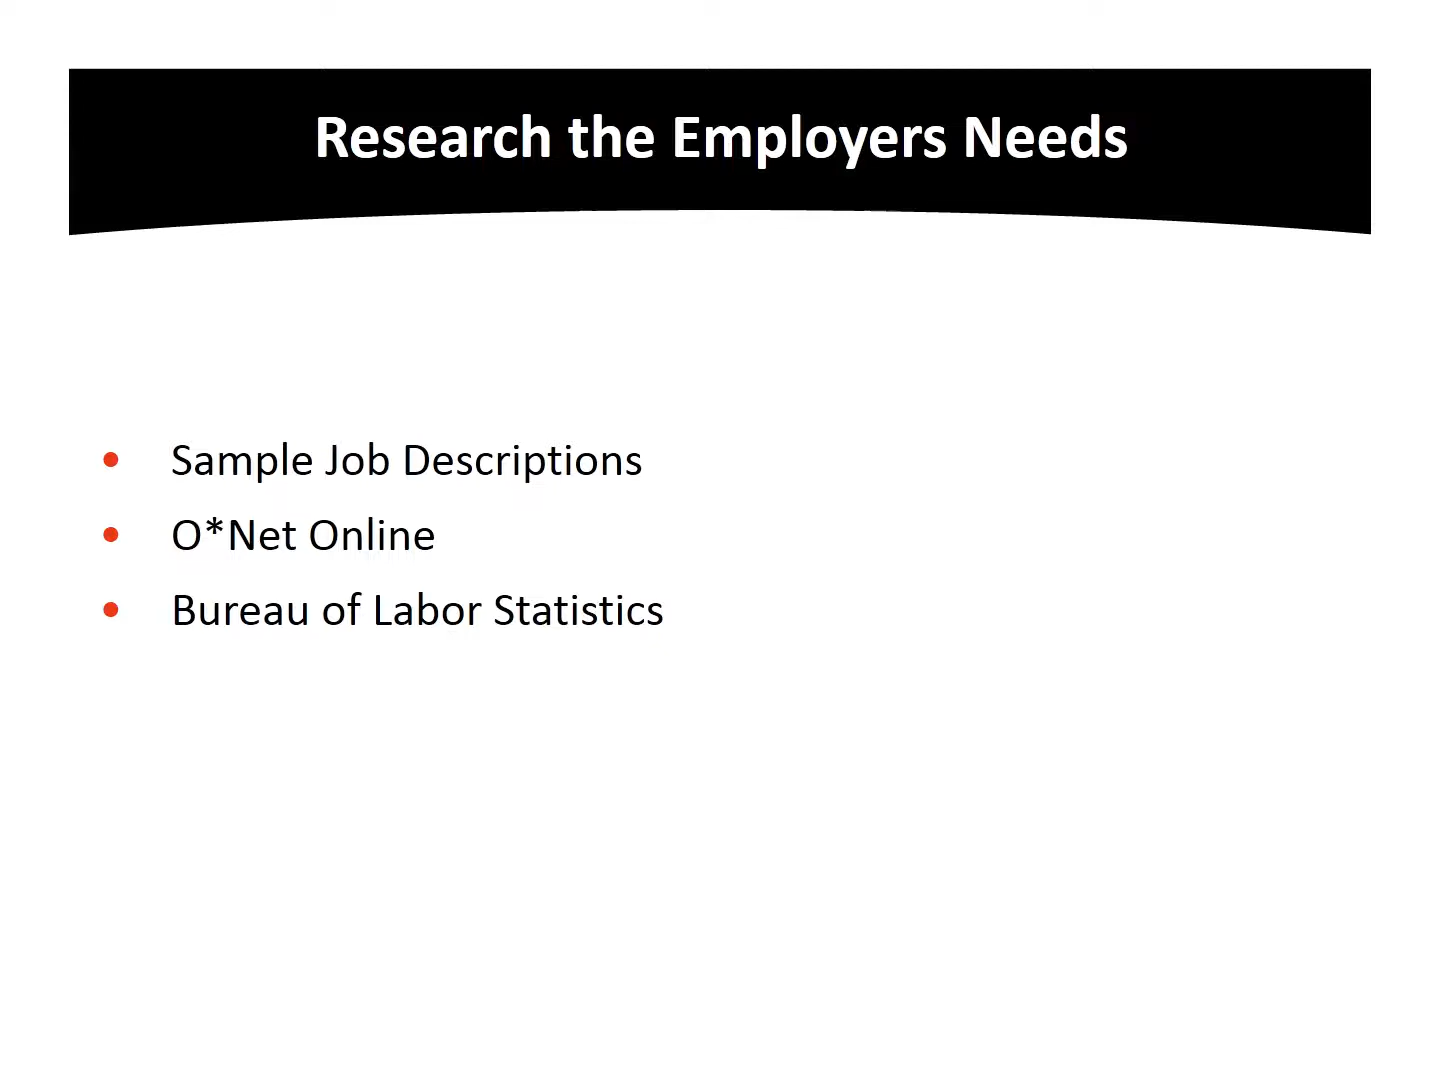 Research the Employers Needs
• Sample Job Descriptions
• O*Net Online
• Bureau of Labor Statistics